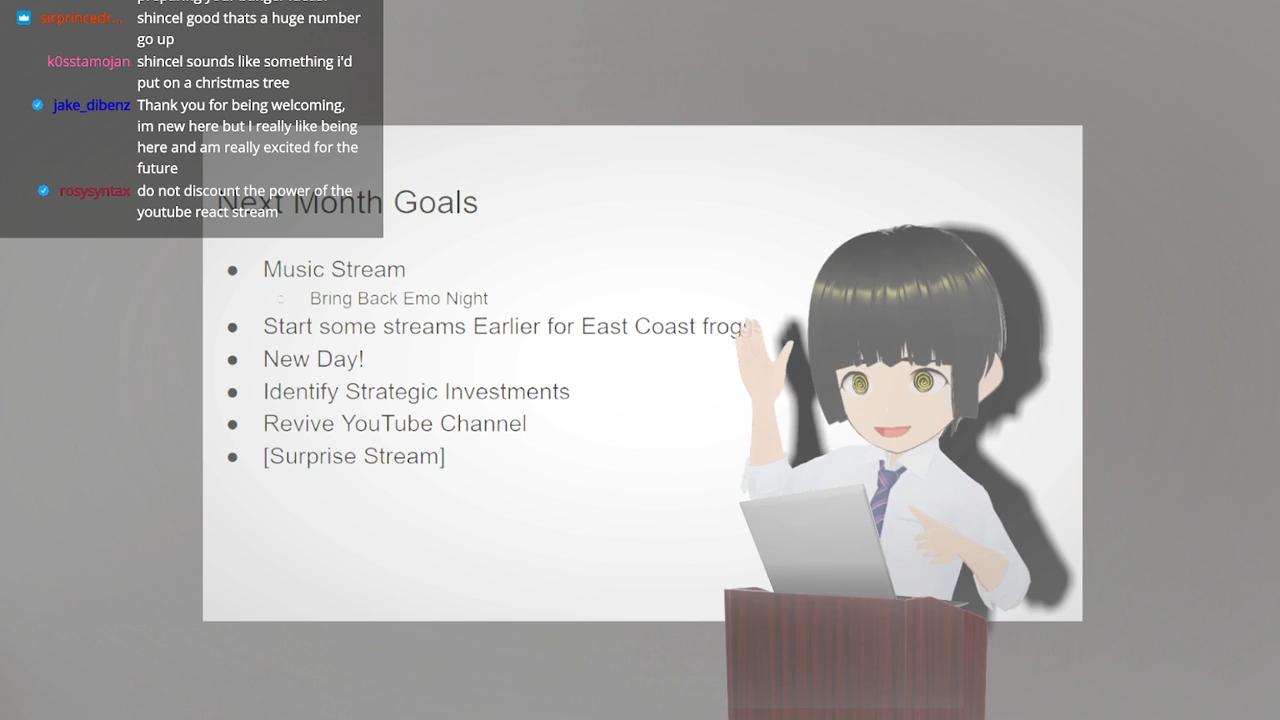 sirprincedr... shincel good thats a huge number
go up
k0sstamojan shincel sounds like something i'd
put on a christmas tree
jake_dibenz Thank you for being welcoming,
im new here but I really like being
here and am really excited for the
future
rosysyntax do not discount the power of the
youtube react stream
Next Month Goals
Music Stream
Bring Back Emo Night
Start some streams Earlier for East Coast froggs
New Day!
Identify Strategic Investments
Revive YouTube Channel
[Surprise Stream]